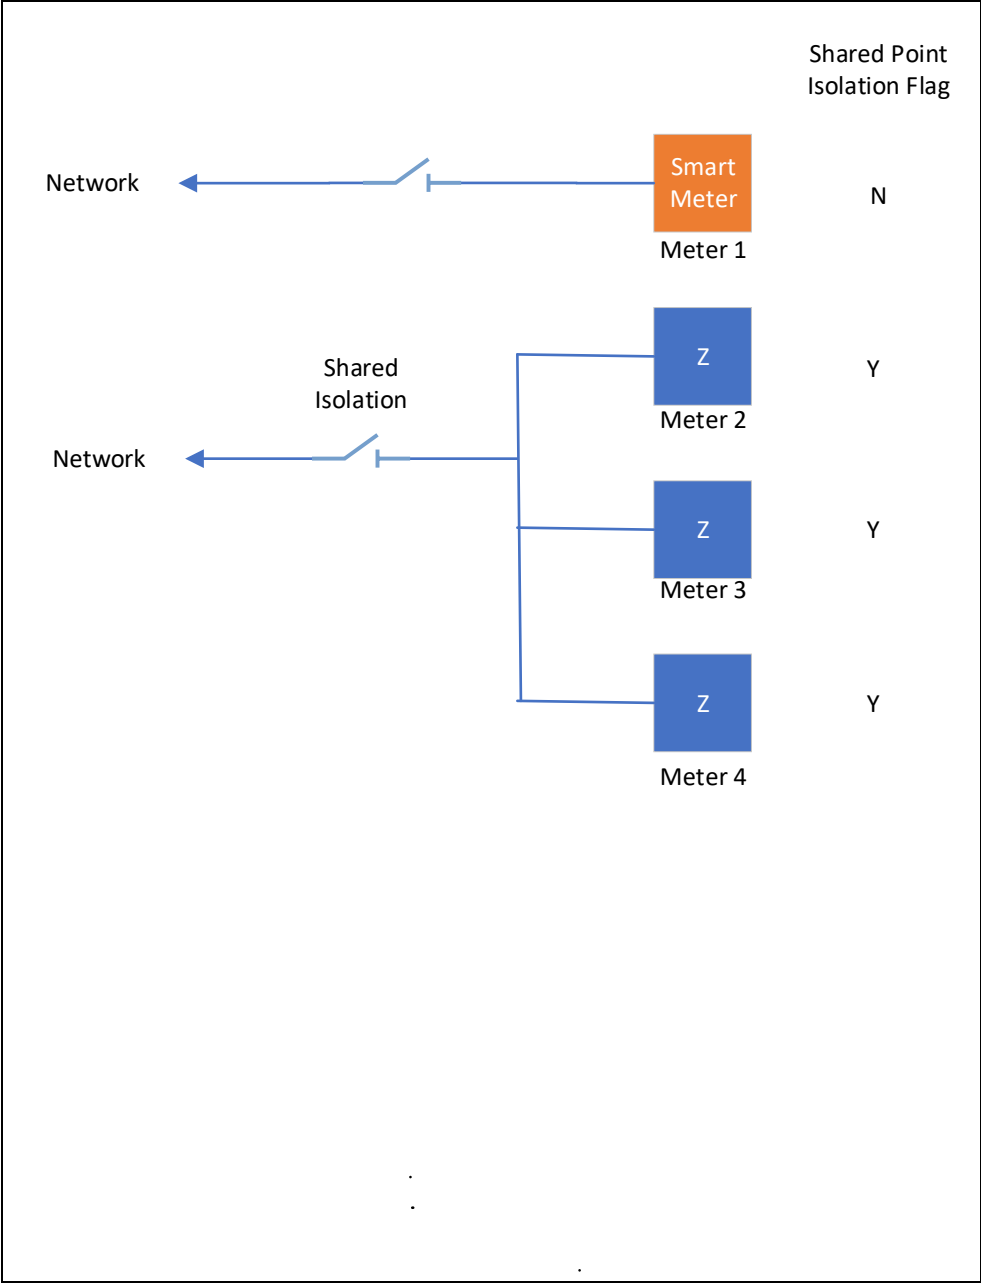 Shared Point
Isolation Flag
Network
Smart
Meter
N
Meter 1
Z
Y
Meter 2
Shared
Isolation
Network
Z
Y
Meter 3
Z
Y
Meter 4
.
.
.